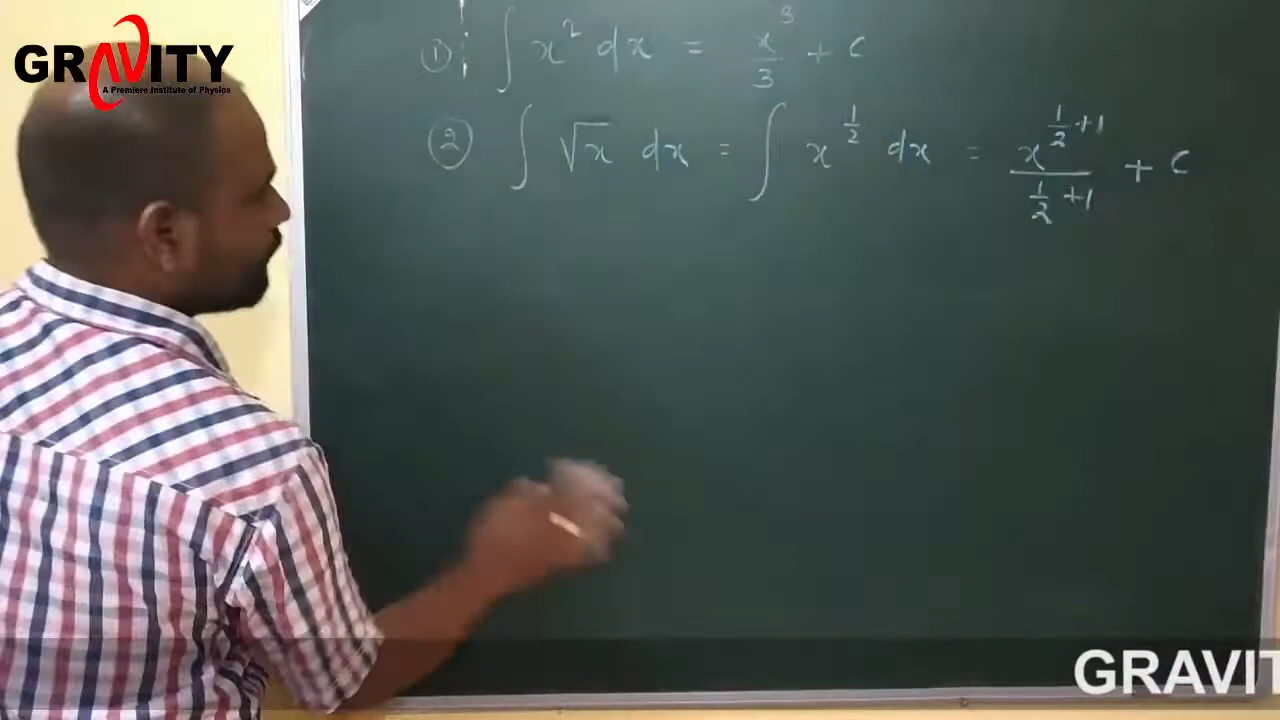 GRAVITY
A Premiere Institute of Physics
① ∫ x² dx = x³/3 + c
② ∫ √x dx = ∫ x^(1/2) dx = x^(1/2 +1)/(1/2 +1) + c
GRAVIT